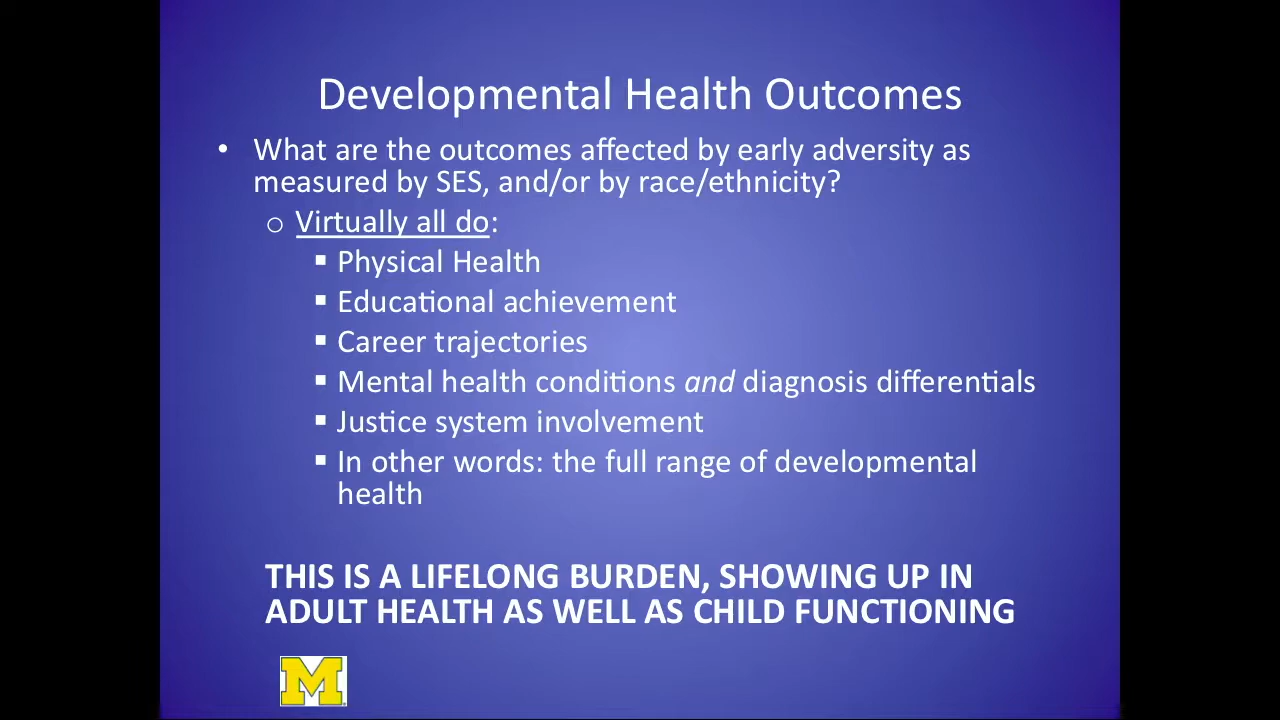 Developmental Health Outcomes
• What are the outcomes affected by early adversity as
measured by SES, and/or by race/ethnicity?
o Virtually all do:
▪ Physical Health
▪ Educational achievement
▪ Career trajectories
▪ Mental health conditions and diagnosis differentials
▪ Justice system involvement
▪ In other words: the full range of developmental
health
THIS IS A LIFELONG BURDEN, SHOWING UP IN
ADULT HEALTH AS WELL AS CHILD FUNCTIONING
M